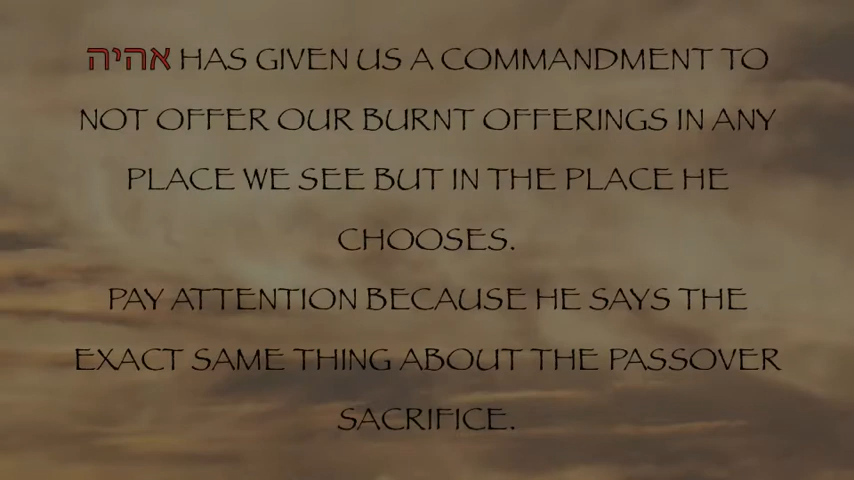 אהיה HAS GIVEN US A COMMANDMENT TO
NOT OFFER OUR BURNT OFFERINGS IN ANY
PLACE WE SEE BUT IN THE PLACE HE
CHOOSES.
PAY ATTENTION BECAUSE HE SAYS THE
EXACT SAME THING ABOUT THE PASSOVER
SACRIFICE.